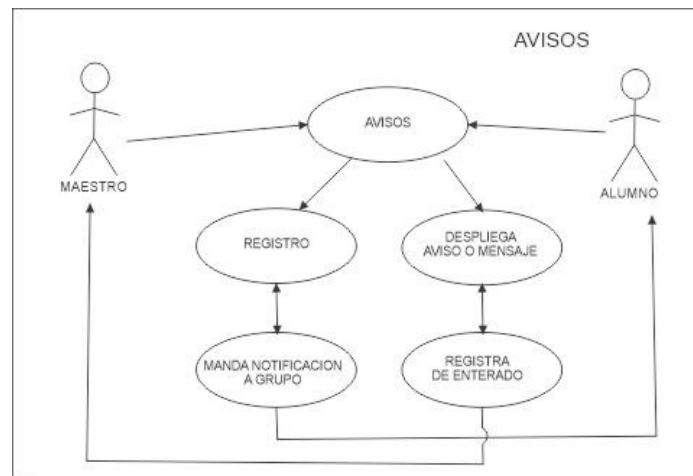 AVISOS
AVISOS
MAESTRO
ALUMNO
REGISTRO
DESPLIEGA
AVISO O MENSAJE
MANDA NOTIFICACION
A GRUPO
REGISTRA
DE ENTERADO